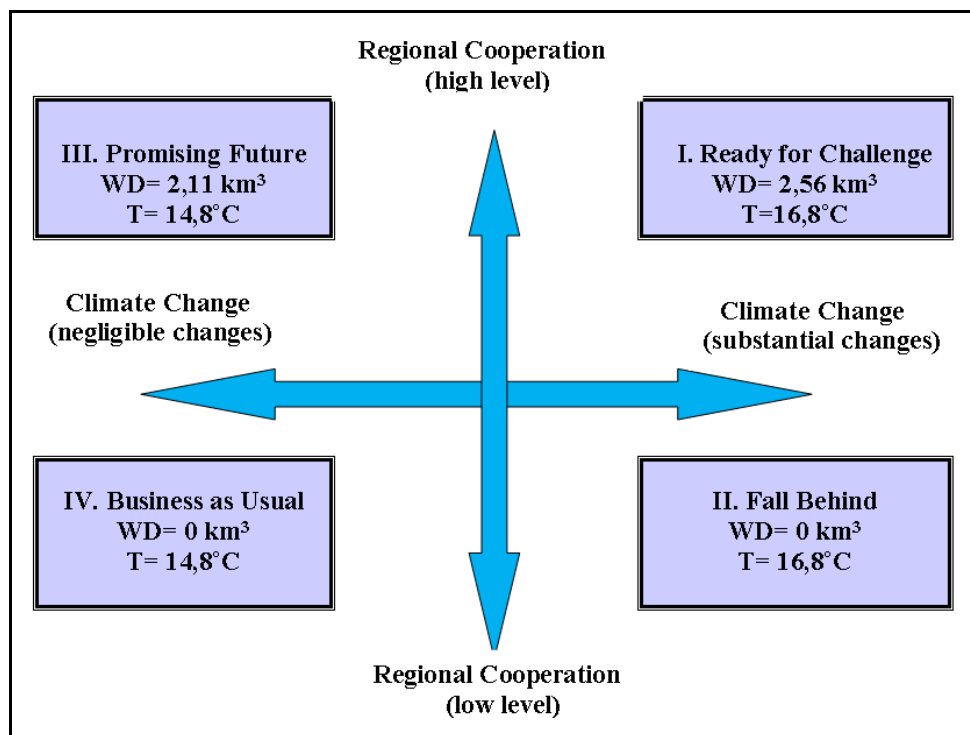 Regional Cooperation
(high level)
III. Promising Future
WD= 2,11 km³
T= 14,8°C
I. Ready for Challenge
WD= 2,56 km³
T=16,8°C
Climate Change
(negligible changes)
Climate Change
(substantial changes)
IV. Business as Usual
WD= 0 km³
T= 14,8°C
II. Fall Behind
WD= 0 km³
T= 16,8°C
Regional Cooperation
(low level)